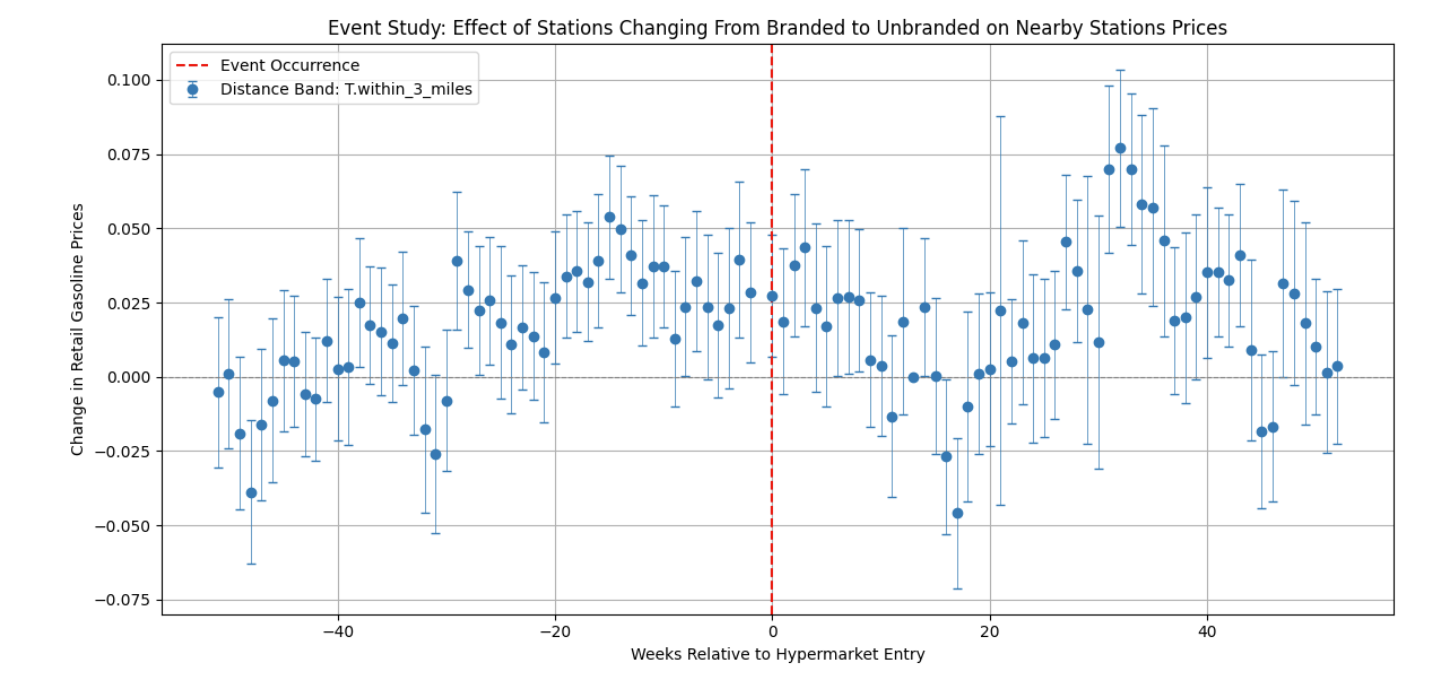 Event Study: Effect of Stations Changing From Branded to Unbranded on Nearby Stations Prices
Event Occurrence
Distance Band: T.within_3_miles
Change in Retail Gasoline Prices
0.100
0.075
0.050
0.025
0.000
−0.025
−0.050
−0.075
−40
−20
0
20
40
Weeks Relative to Hypermarket Entry